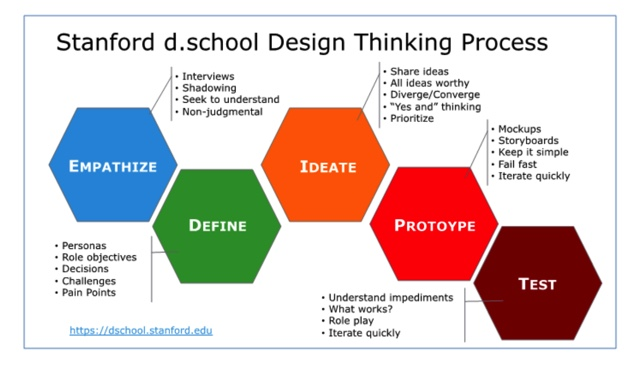 Stanford d.school Design Thinking Process
• Interviews
• Shadowing
• Seek to understand
• Non-judgmental
• Share ideas
• All ideas worthy
• Diverge/Converge
• "Yes and" thinking
• Prioritize
• Mockups
• Storyboards
• Keep it simple
• Fail fast
• Iterate quickly
EMPATHIZE
IDEATE
DEFINE
PROTOYPE
TEST
• Personas
• Role objectives
• Decisions
• Challenges
• Pain Points
• Understand impediments
• What works?
• Role play
• Iterate quickly
https://dschool.stanford.edu